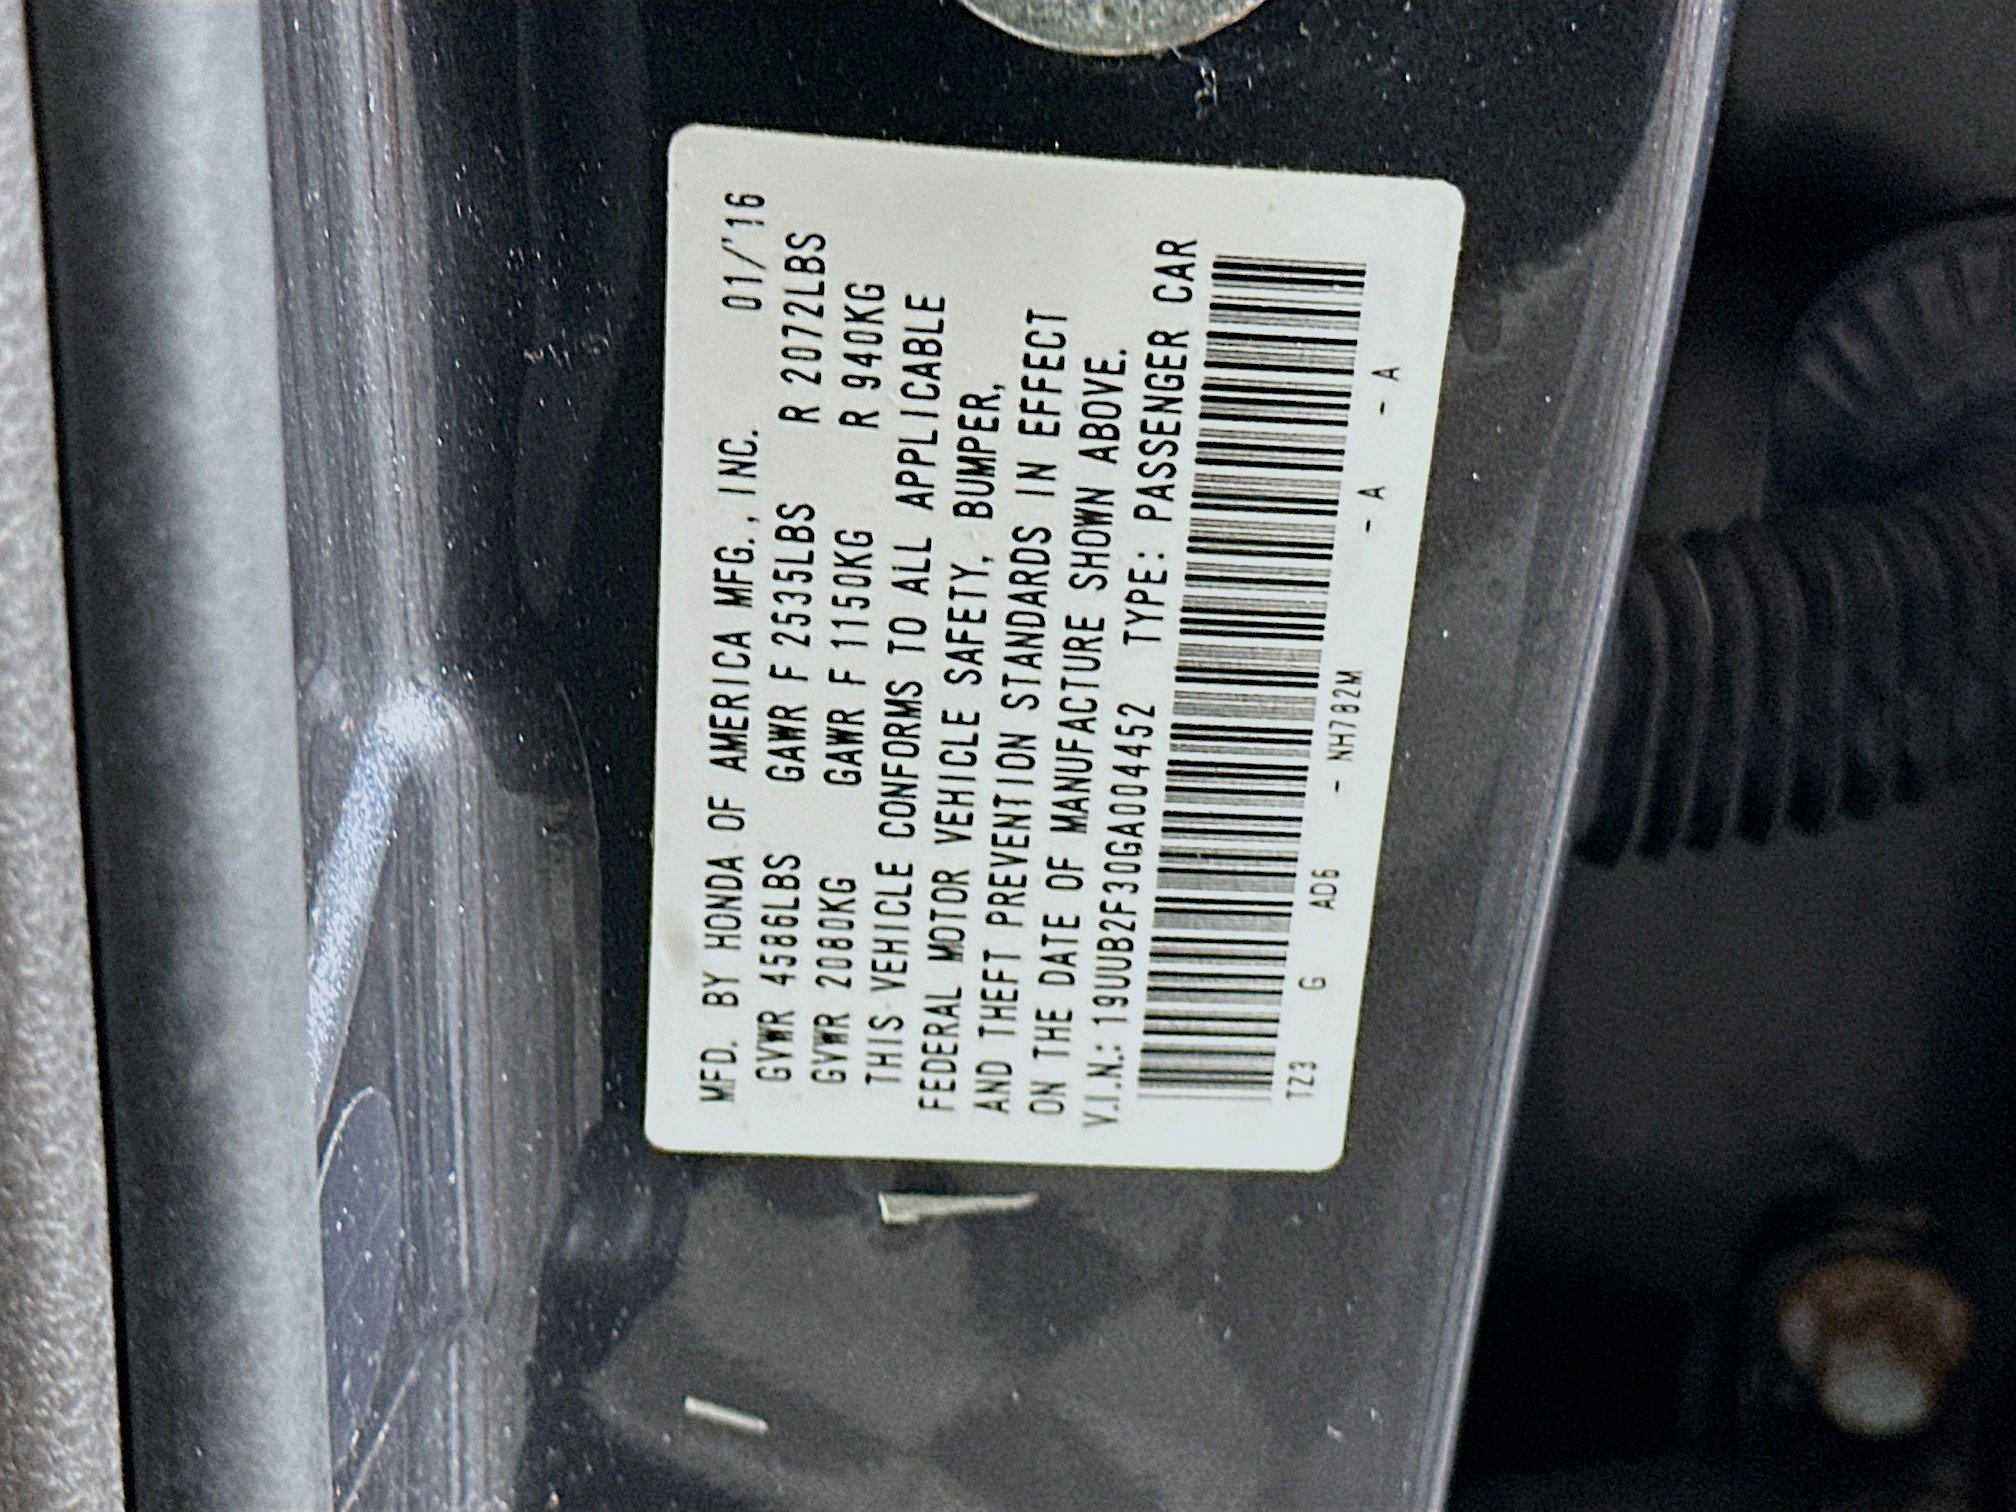 MFD. BY HONDA OF AMERICA MFG., INC. 01/'16
GVWR 4586LBS GAWR F 2535LBS R 2072LBS
GVWR 2080KG GAWR F 1150KG R 940KG
THIS VEHICLE CONFORMS TO ALL APPLICABLE
FEDERAL MOTOR VEHICLE SAFETY, BUMPER,
AND THEFT PREVENTION STANDARDS IN EFFECT
ON THE DATE OF MANUFACTURE SHOWN ABOVE.
V.I.N.: 19UUB2F30GA004452 TYPE: PASSENGER CAR
TZ3 G AD6 - NH782M - A - A